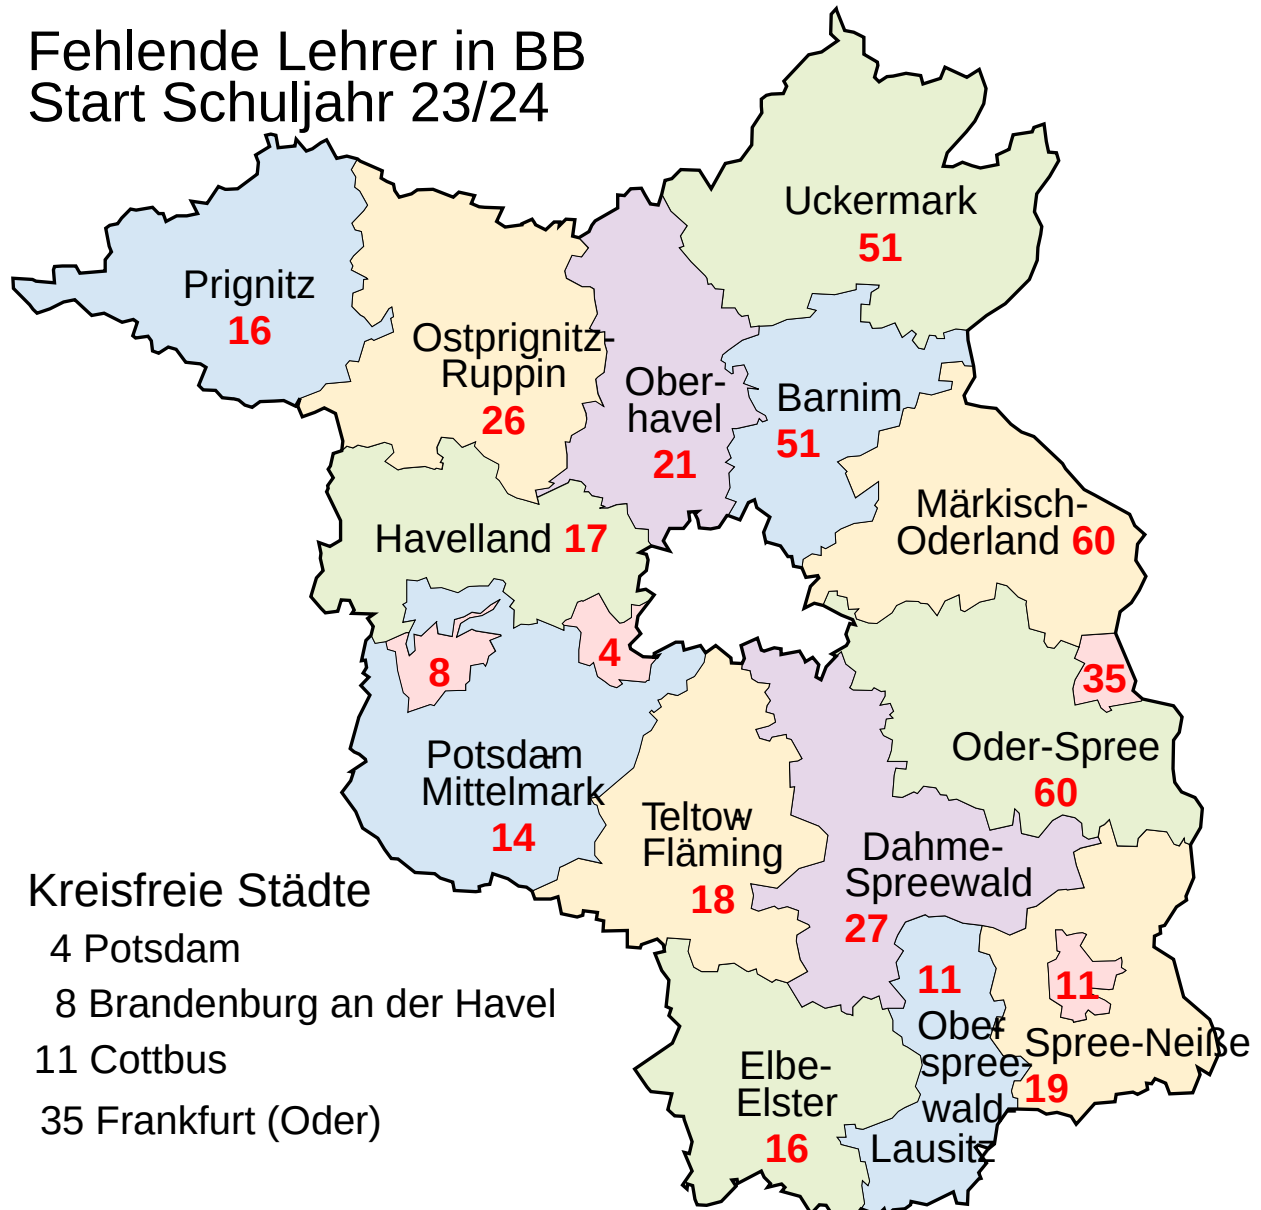 Fehlende Lehrer in BB
Start Schuljahr 23/24
Uckermark
51
Prignitz
16
Ostprignitz-
Ruppin
26
Ober-
havel
21
Barnim
51
Märkisch-
Oderland 60
Havelland 17
8
4
35
Potsdam-
Mittelmark
14
Teltow-
Fläming
18
Oder-Spree
60
Dahme-
Spreewald
27
Kreisfreie Städte
4 Potsdam
8 Brandenburg an der Havel
11 Cottbus
35 Frankfurt (Oder)
11
Ober-
spree-
wald-
Lausitz
11
Spree-Neiße
19
Elbe-
Elster
16